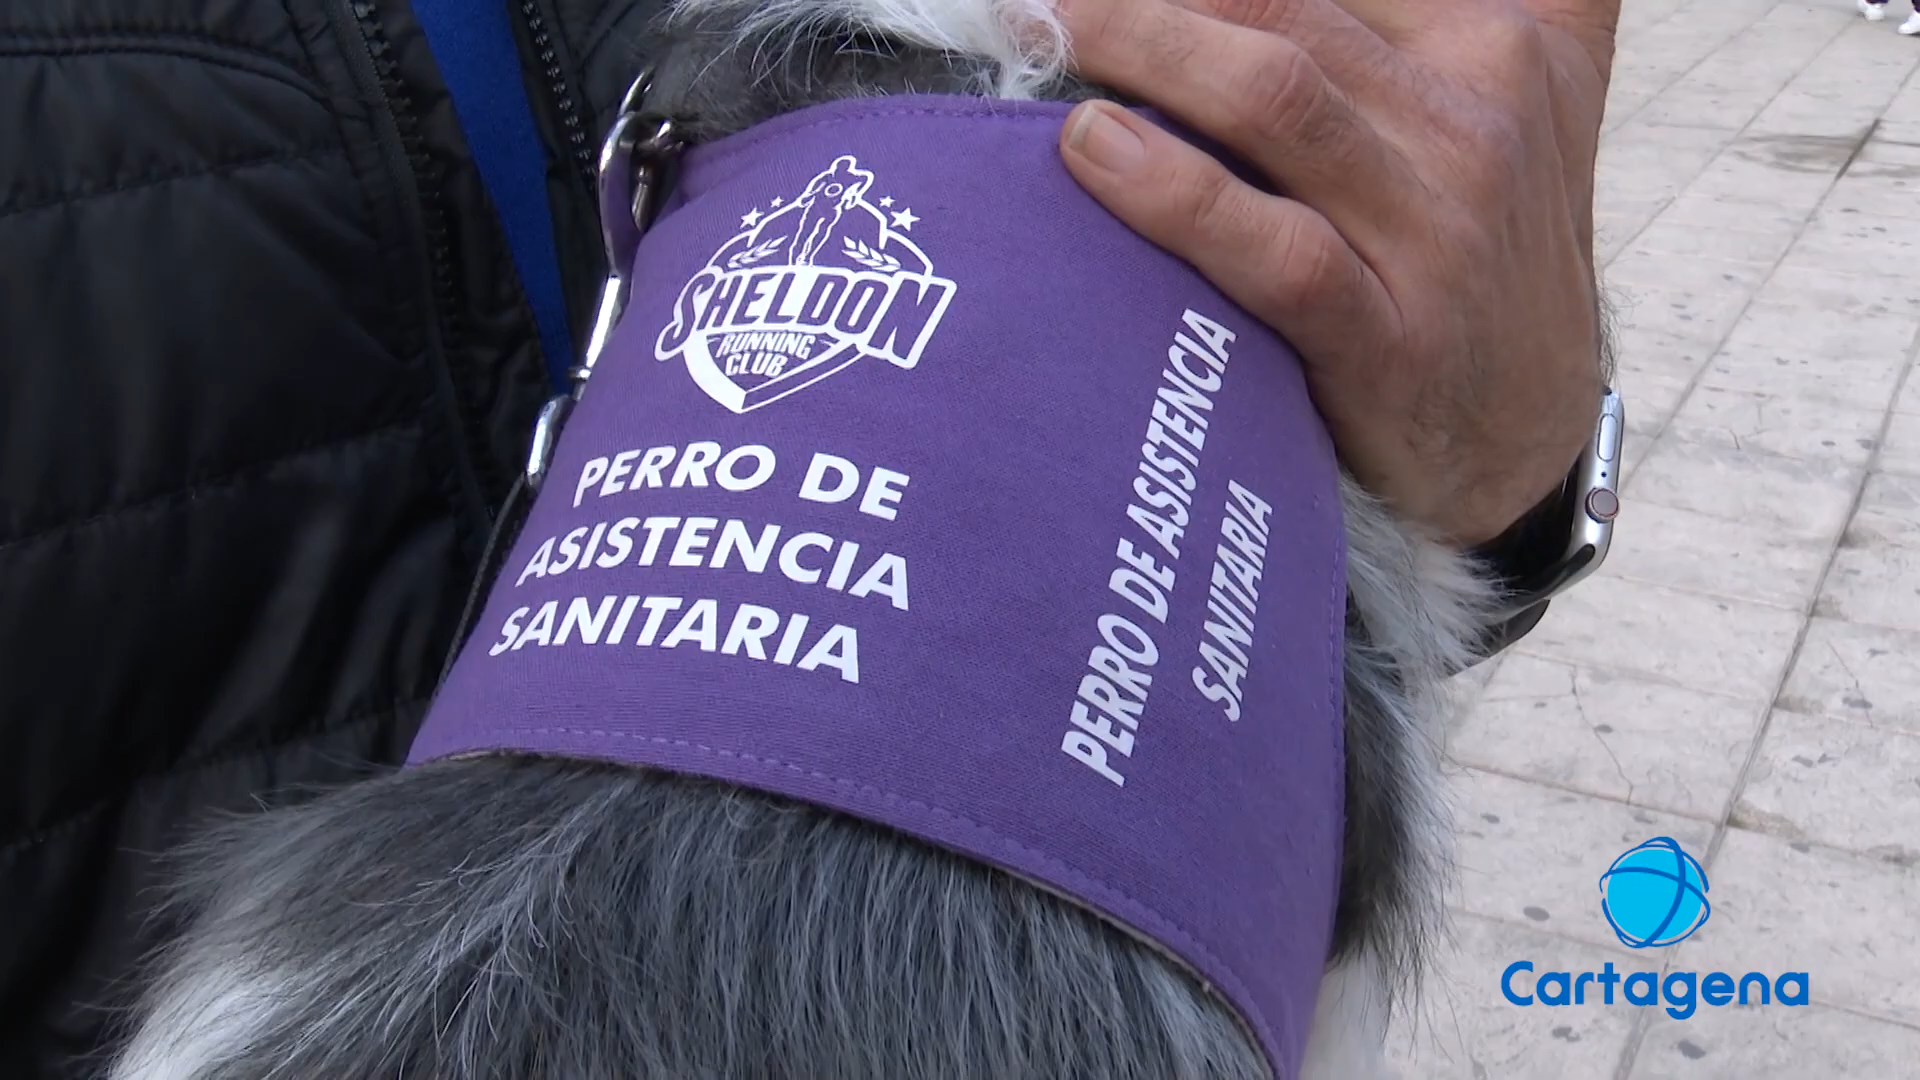 SHELDON
RUNNING
CLUB
PERRO DE
ASISTENCIA
SANITARIA
PERRO DE ASISTENCIA
SANITARIA
Cartagena